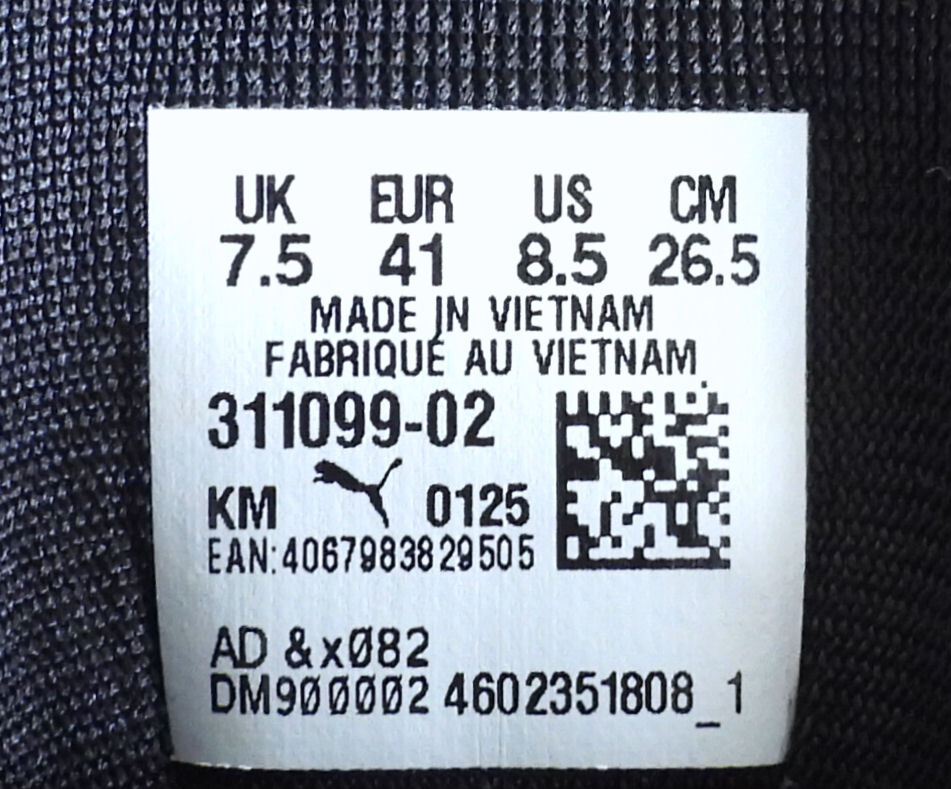 UK EUR US CM
7.5 41 8.5 26.5
MADE IN VIETNAM
FABRIQUÉ AU VIETNAM
311099-02
KM 0125
EAN:4067983829505
AD &xØ82
DM9ØØØØ2 4602351808_1